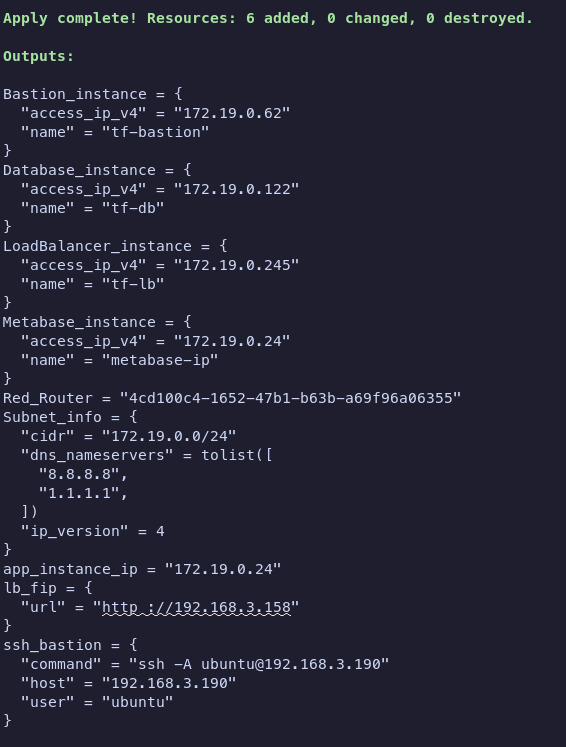 Apply complete! Resources: 6 added, 0 changed, 0 destroyed.
Outputs:
Bastion_instance = {
  "access_ip_v4" = "172.19.0.62"
  "name" = "tf-bastion"
}
Database_instance = {
  "access_ip_v4" = "172.19.0.122"
  "name" = "tf-db"
}
LoadBalancer_instance = {
  "access_ip_v4" = "172.19.0.245"
  "name" = "tf-lb"
}
Metabase_instance = {
  "access_ip_v4" = "172.19.0.24"
  "name" = "metabase-ip"
}
Red_Router = "4cd100c4-1652-47b1-b63b-a69f96a06355"
Subnet_info = {
  "cidr" = "172.19.0.0/24"
  "dns_nameservers" = tolist([
    "8.8.8.8",
    "1.1.1.1",
  ])
  "ip_version" = 4
}
app_instance_ip = "172.19.0.24"
lb_fip = {
  "url" = "http ://192.168.3.158"
}
ssh_bastion = {
  "command" = "ssh -A ubuntu@192.168.3.190"
  "host" = "192.168.3.190"
  "user" = "ubuntu"
}